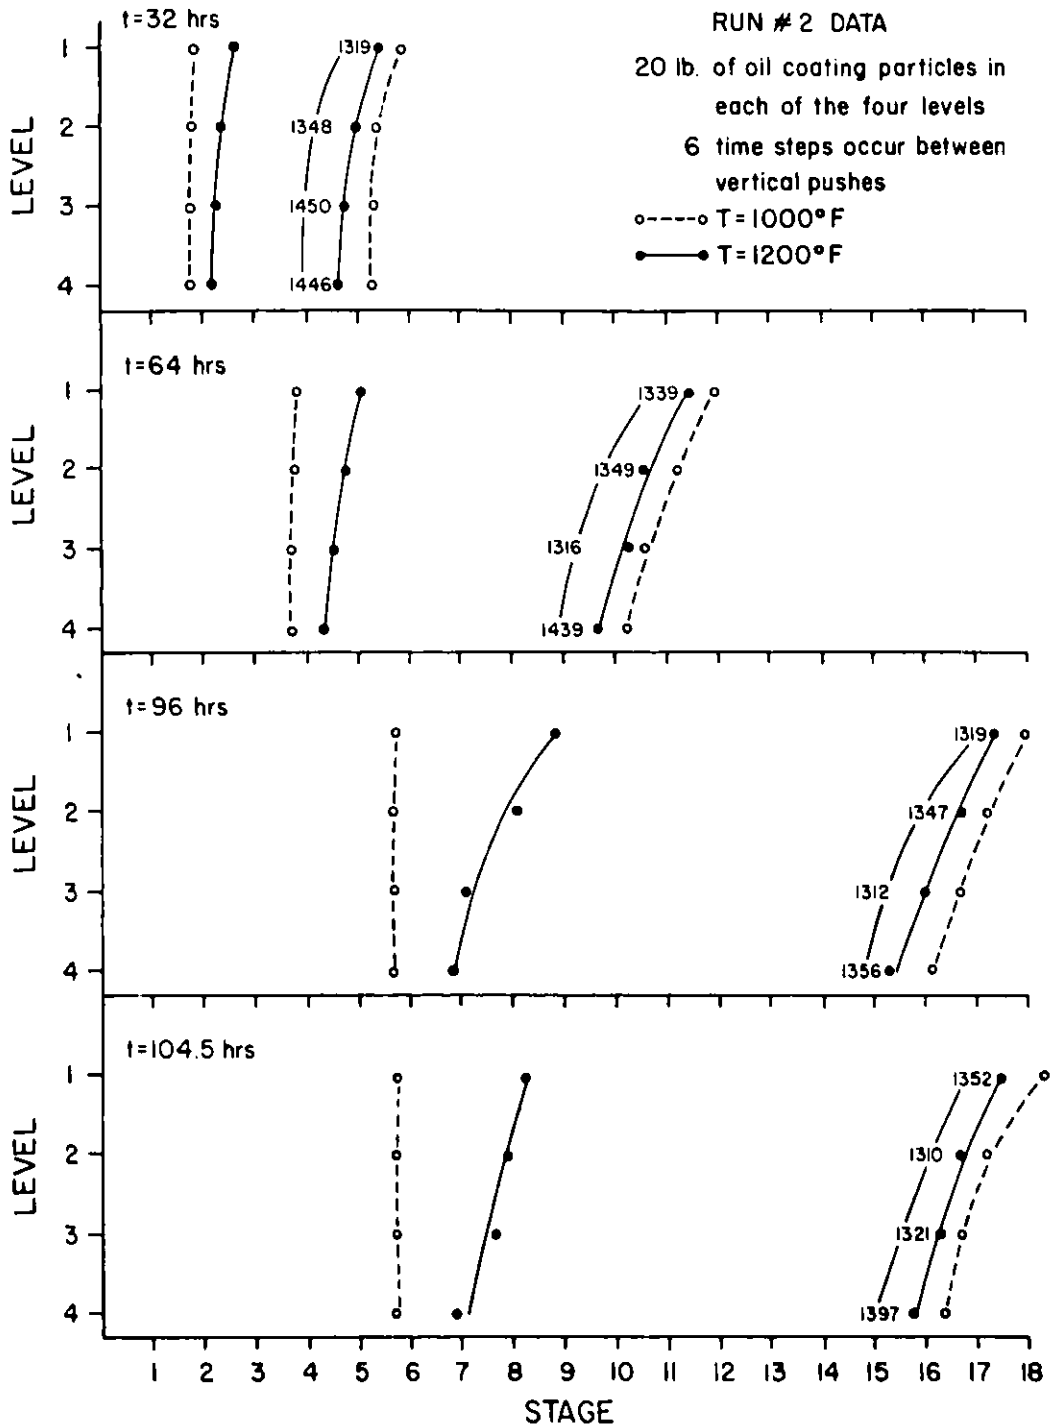 t=32 hrs
RUN #2 DATA
20 lb. of oil coating particles in
each of the four levels
6 time steps occur between
vertical pushes
T=1000°F
T=1200°F
LEVEL
1
2
3
4
1319
1348
1450
1446
t=64 hrs
LEVEL
1
2
3
4
1339
1349
1316
1439
t=96 hrs
LEVEL
1
2
3
4
1319
1347
1312
1356
t=104.5 hrs
LEVEL
1
2
3
4
1352
1310
1321
1397
1 2 3 4 5 6 7 8 9 10 11 12 13 14 15 16 17 18
STAGE